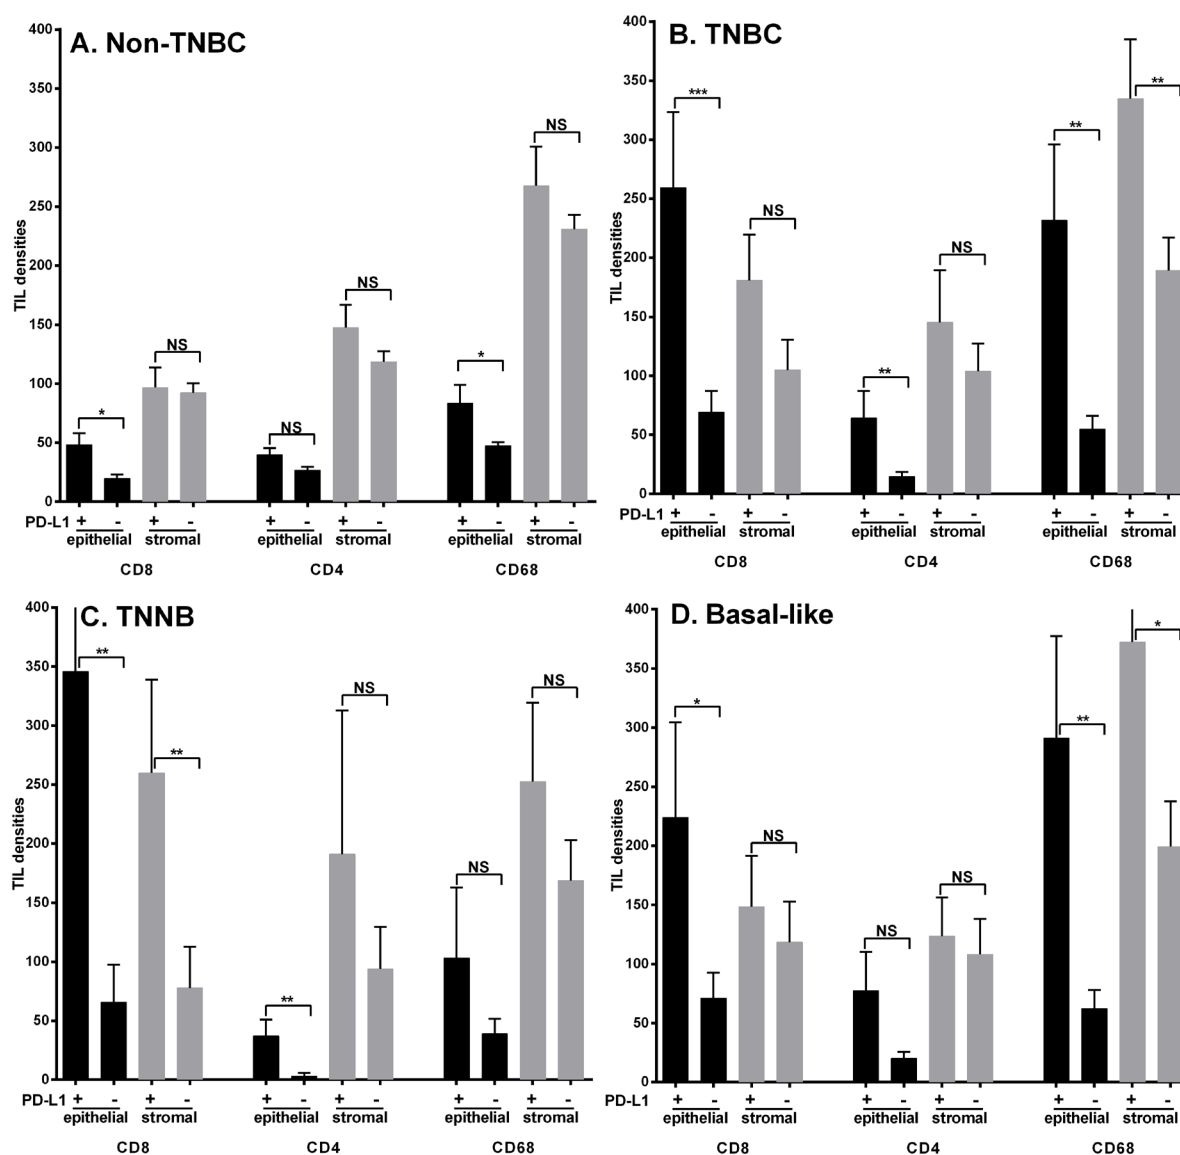 A. Non-TNBC
TIL densities
400
350
300
250
200
150
100
50
0
*
NS
NS
NS
*
NS
PD-L1 + - + - + - + - + - + -
epithelial stromal epithelial stromal epithelial stromal
CD8 CD4 CD68
B. TNBC
TIL densities
400
350
300
250
200
150
100
50
0
***
NS
**
NS
**
**
PD-L1 + - + - + - + - + - + -
epithelial stromal epithelial stromal epithelial stromal
CD8 CD4 CD68
C. TNNB
TIL densities
400
350
300
250
200
150
100
50
0
**
**
**
NS
NS
NS
PD-L1 + - + - + - + - + - + -
epithelial stromal epithelial stromal epithelial stromal
CD8 CD4 CD68
D. Basal-like
TIL densities
400
350
300
250
200
150
100
50
0
*
NS
NS
NS
**
*
PD-L1 + - + - + - + - + - + -
epithelial stromal epithelial stromal epithelial stromal
CD8 CD4 CD68